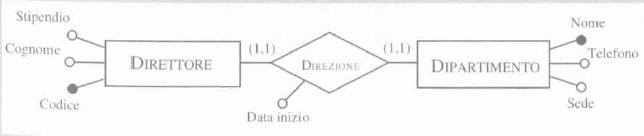 Stipendio
Cognome
Codice
DIRETTORE
(1,1)
DIREZIONE
Data inizio
(1,1)
DIPARTIMENTO
Nome
Telefono
Sede